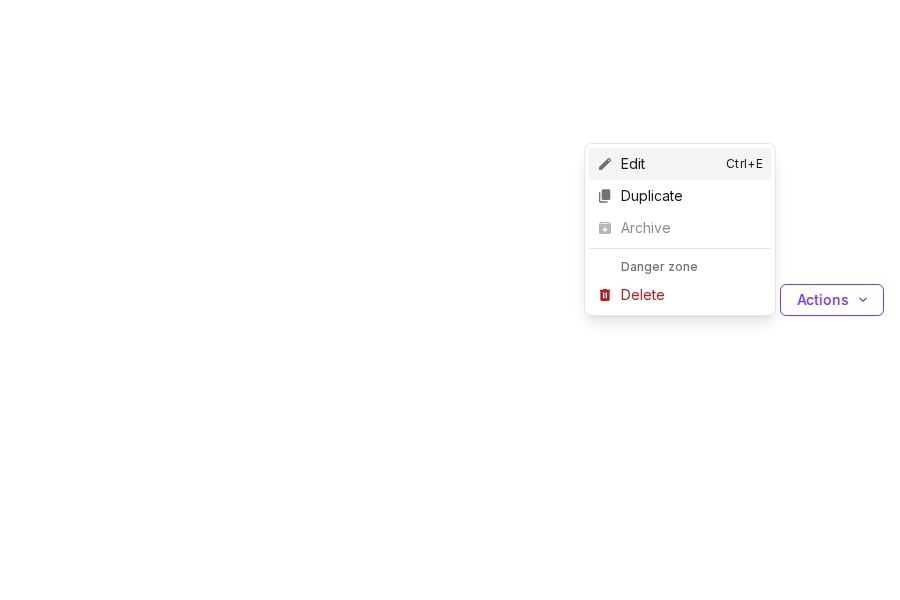 Edit Ctrl+E
Duplicate
Archive
Danger zone
Delete
Actions